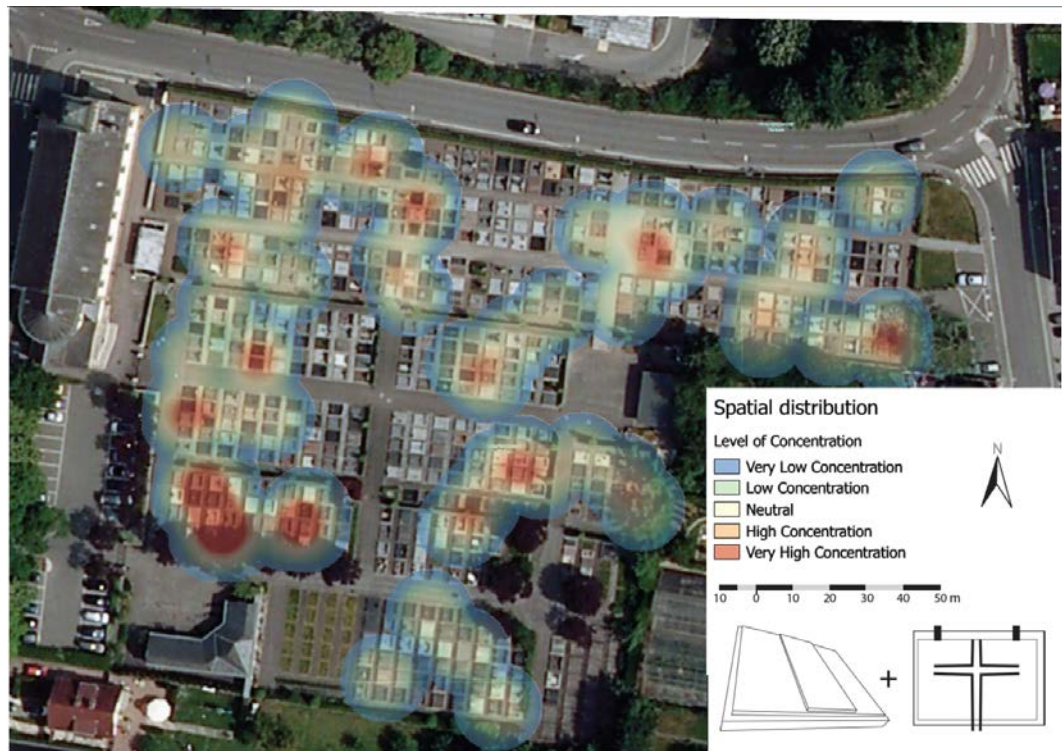 Spatial distribution
Level of Concentration
Very Low Concentration
Low Concentration
Neutral
High Concentration
Very High Concentration
N
10 0 10 20 30 40 50 m
+